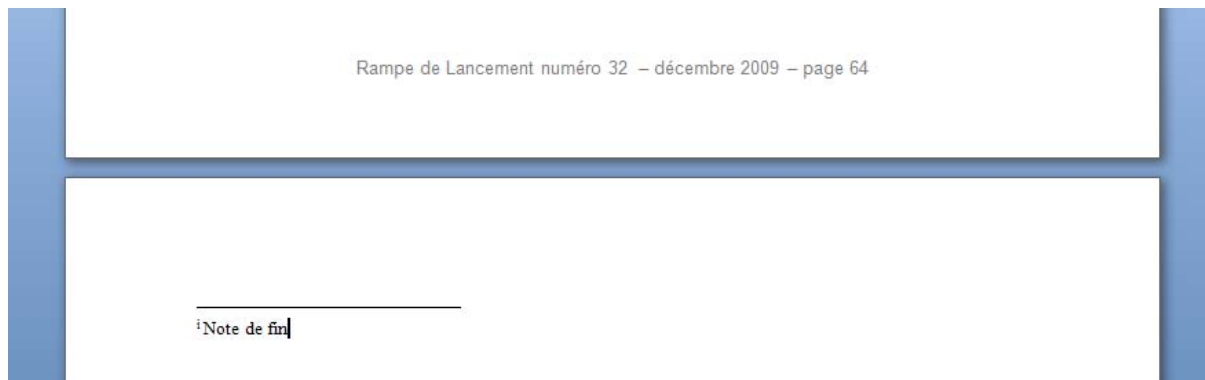 Rampe de Lancement numéro 32 – décembre 2009 – page 64
i Note de fin